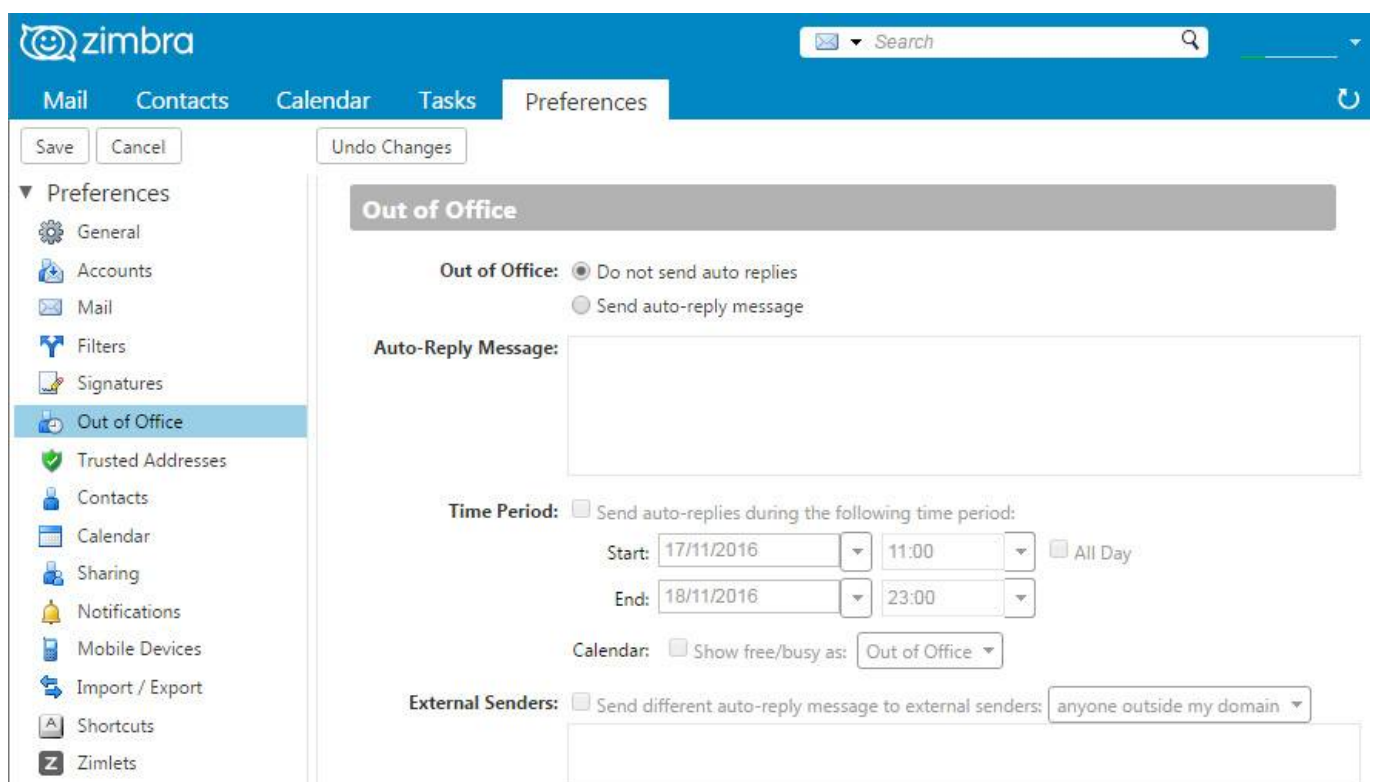 zimbra
Search
Mail Contacts Calendar Tasks Preferences
Save Cancel Undo Changes
Preferences
General
Accounts
Mail
Filters
Signatures
Out of Office
Trusted Addresses
Contacts
Calendar
Sharing
Notifications
Mobile Devices
Import / Export
A Shortcuts
Z Zimlets
Out of Office
Out of Office: Do not send auto replies
Send auto-reply message
Auto-Reply Message:
Time Period: Send auto-replies during the following time period:
Start: 17/11/2016 11:00 All Day
End: 18/11/2016 23:00
Calendar: Show free/busy as: Out of Office
External Senders: Send different auto-reply message to external senders: anyone outside my domain